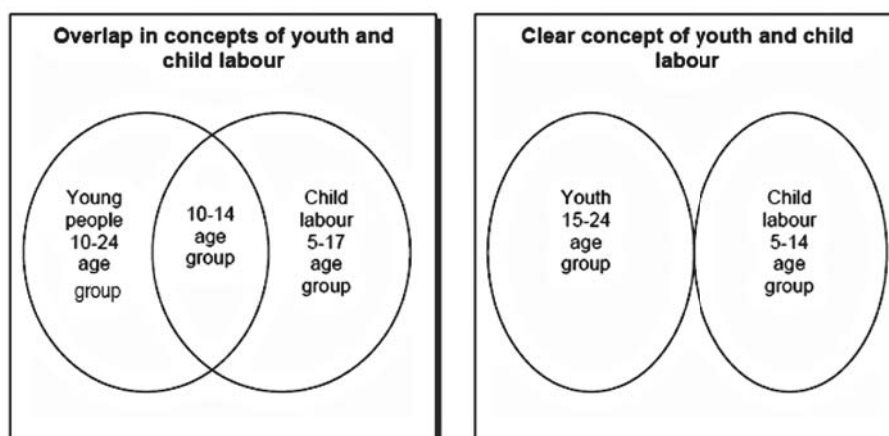 Overlap in concepts of youth and
child labour
Young
people
10-24
age
group
10-14
age
group
Child
labour
5-17
age
group
Clear concept of youth and child
labour
Youth
15-24
age
group
Child
labour
5-14
age
group